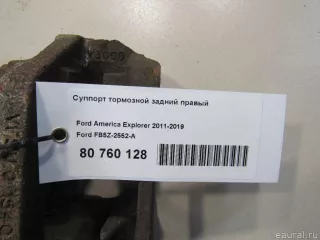 Суппорт тормозной задний правый
Ford America Explorer 2011-2019
Ford FB5Z-2552-A
80 760 128
eaural.ru